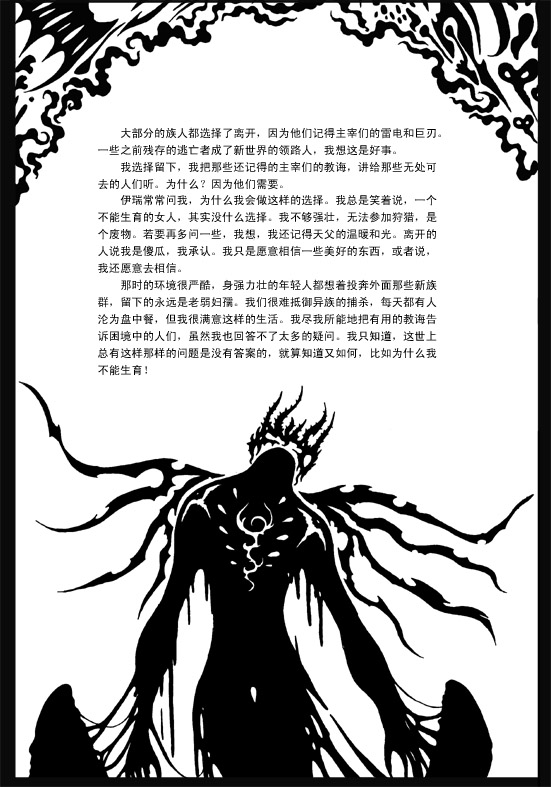 大部分的族人都选择了离开，因为他们记得主宰们的雷电和巨刃。
一些之前残存的逃亡者成了新世界的领路人，我想这是好事。
我选择留下，我把那些还记得的主宰们的教诲，讲给那些无处可
去的人们听。为什么？因为他们需要。
伊瑞常常问我，为什么我会做这样的选择。我总是笑着说，一个
不能生育的女人，其实没什么选择。我不够强壮，无法参加狩猎，是
个废物。若要再多问一些，我想，我还记得天父的温暖和光。离开的
人说我是傻瓜，我承认。我只是愿意相信一些美好的东西，或者说，
我还愿意去相信。
那时的环境很严酷，身强力壮的年轻人都想着投奔外面那些新族
群，留下的永远是老弱妇孺。我们很难抵御异族的捕杀，每天都有人
沦为盘中餐，但我很满意这样的生活。我尽我所能地把有用的教诲告
诉困境中的人们，虽然我也回答不了太多的疑问。我只知道，这世上
总有这样那样的问题是没有答案的，就算知道又如何，比如为什么我
不能生育！